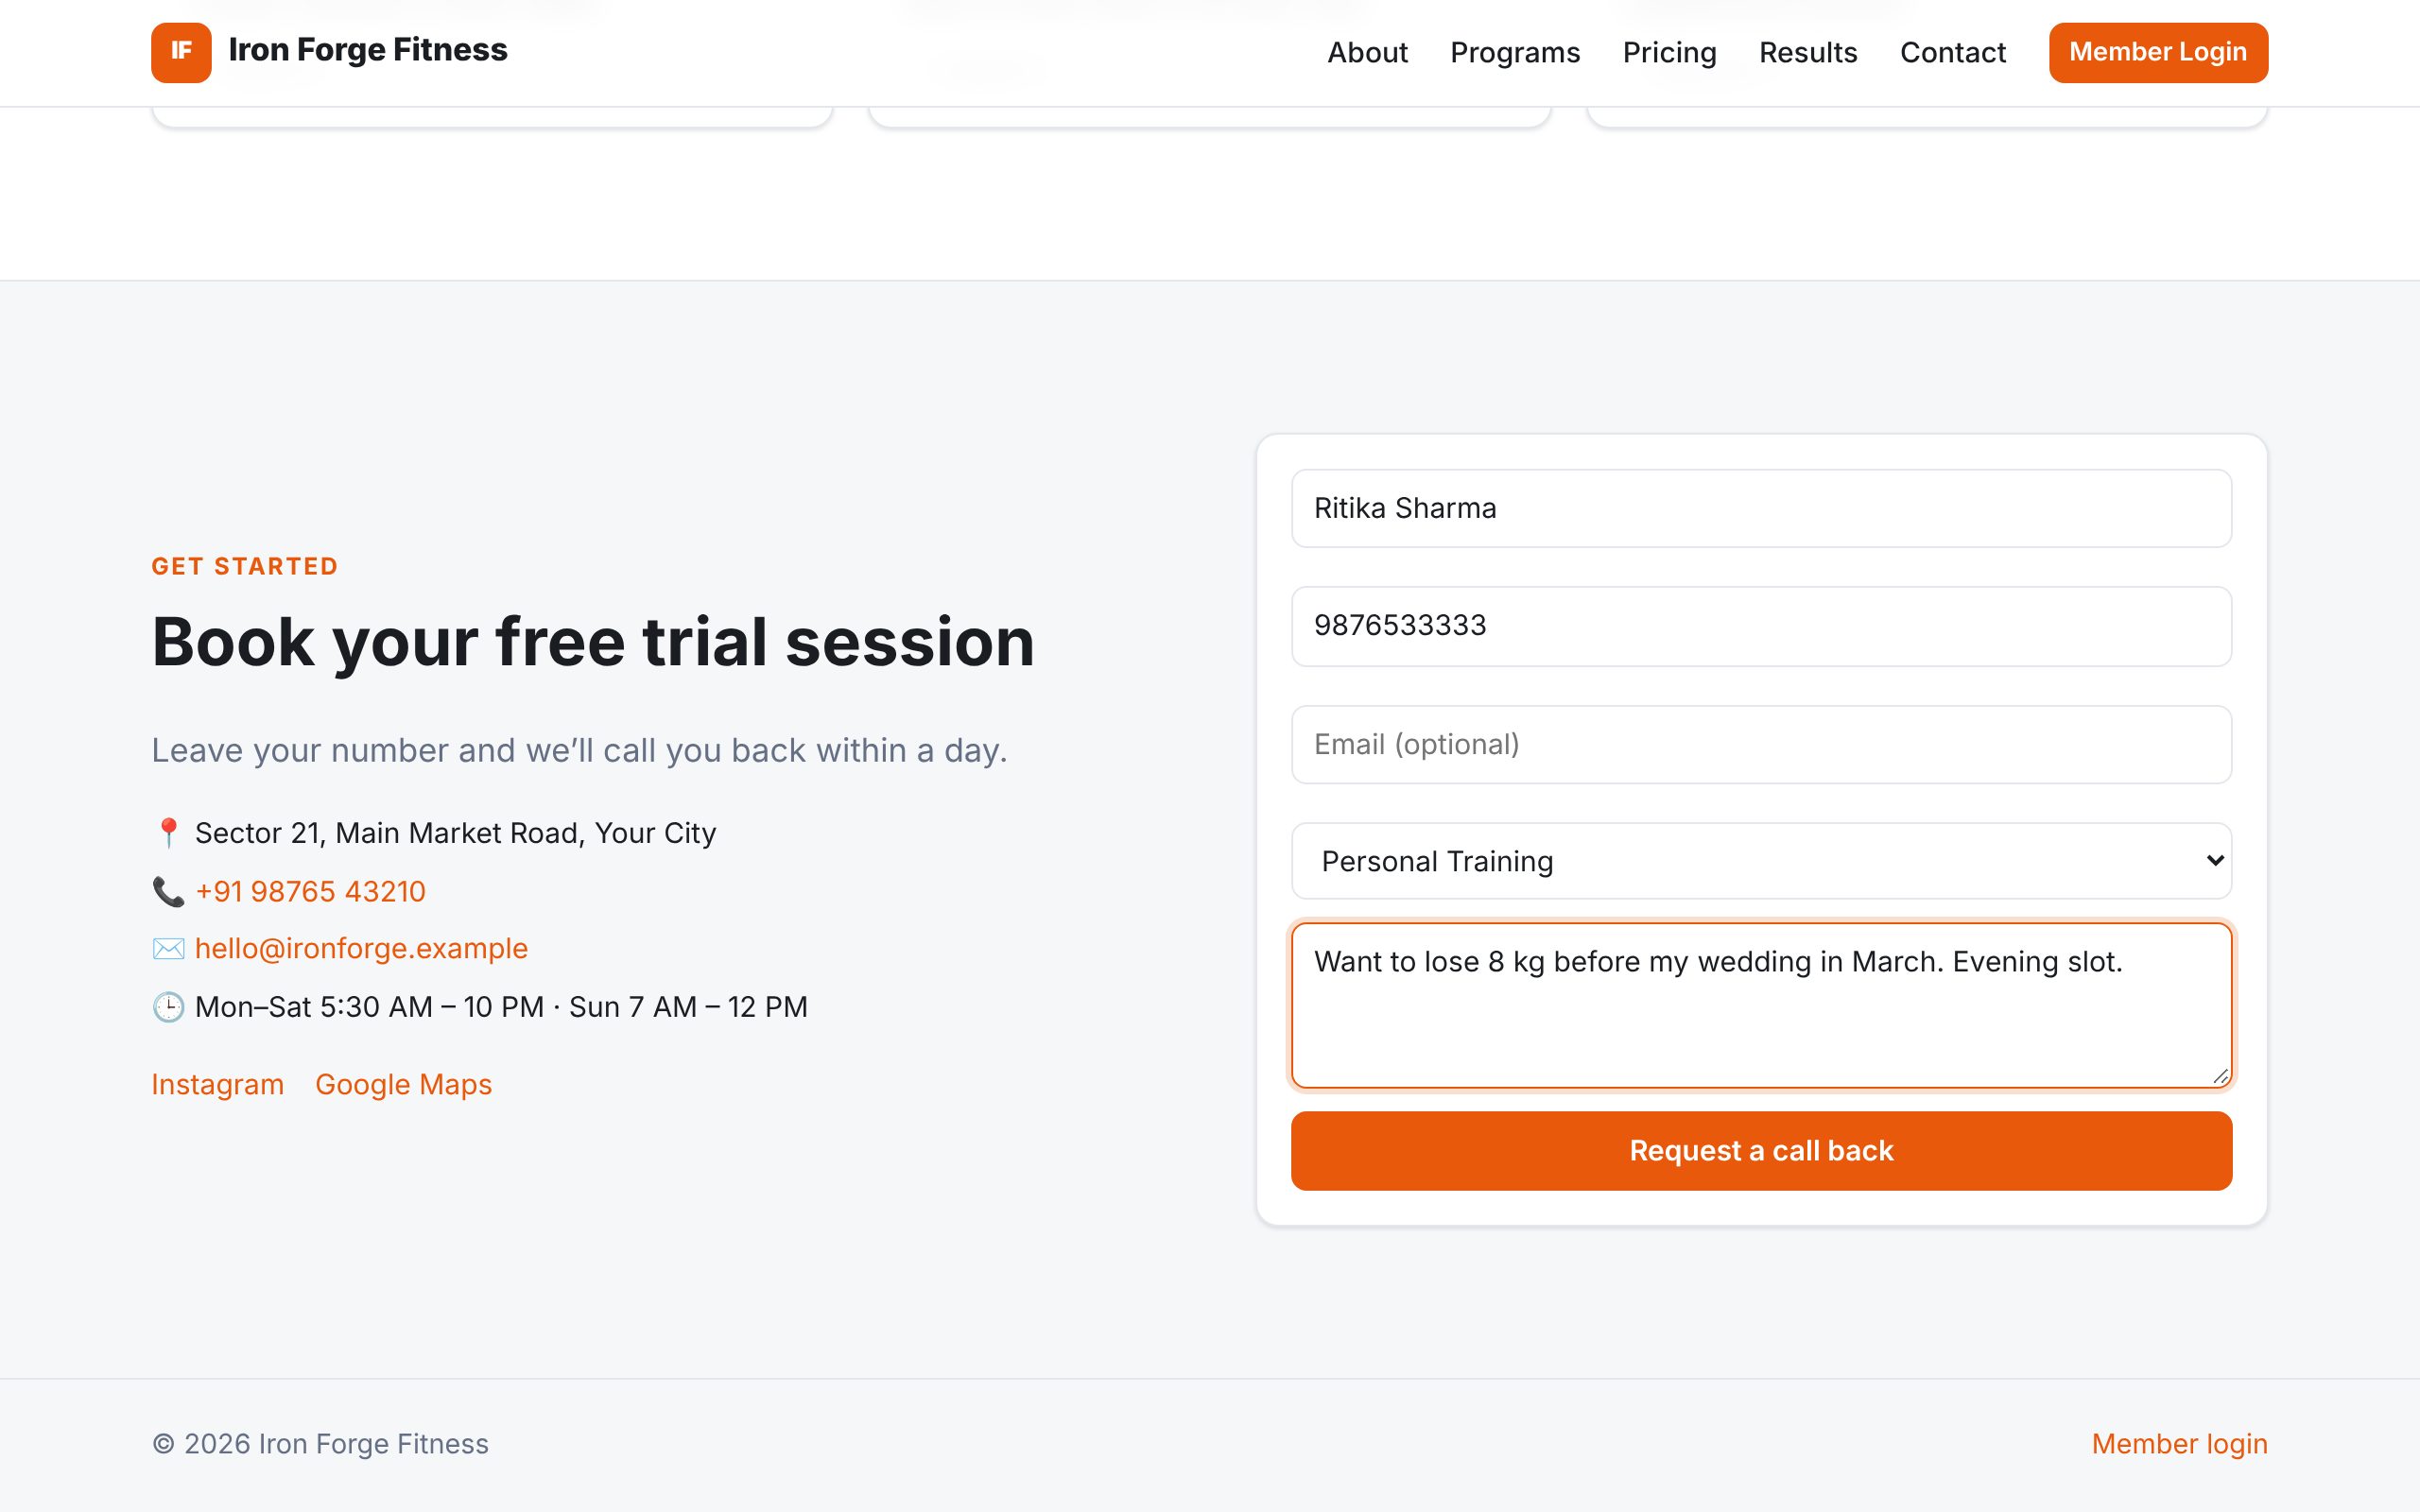 IF Iron Forge Fitness About Programs Pricing Results Contact Member Login
GET STARTED
Book your free trial session
Leave your number and we’ll call you back within a day.
📍 Sector 21, Main Market Road, Your City
📞 +91 98765 43210
✉️ hello@ironforge.example
🕒 Mon–Sat 5:30 AM – 10 PM · Sun 7 AM – 12 PM
Instagram Google Maps
Ritika Sharma
9876533333
Email (optional)
Personal Training
Want to lose 8 kg before my wedding in March. Evening slot.
Request a call back
© 2026 Iron Forge Fitness
Member login